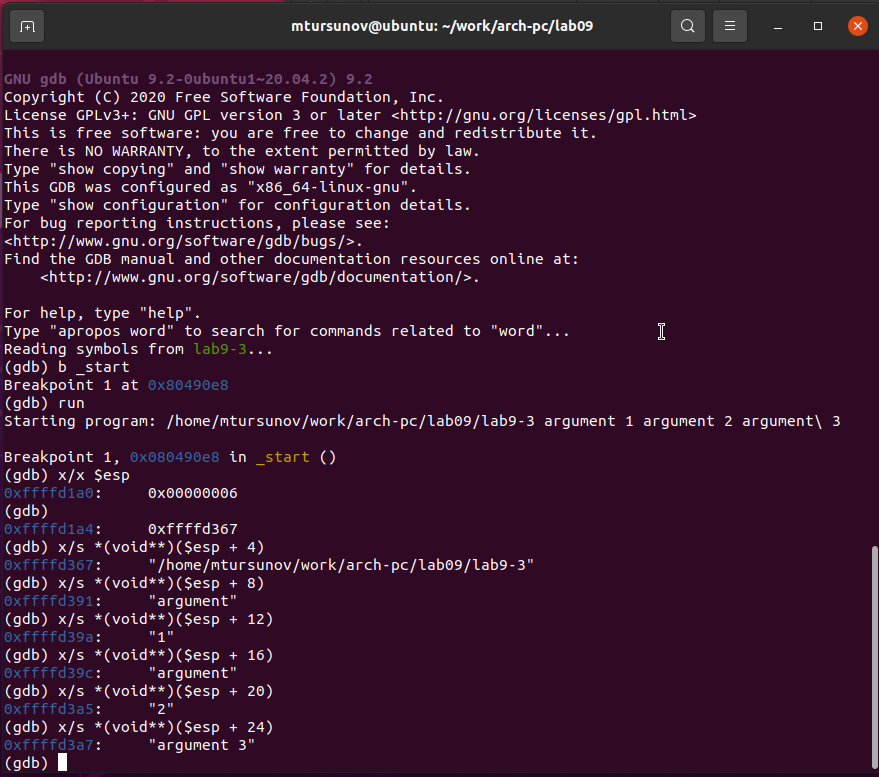 mtursunov@ubuntu: ~/work/arch-pc/lab09
GNU gdb (Ubuntu 9.2-0ubuntu1~20.04.2) 9.2
Copyright (C) 2020 Free Software Foundation, Inc.
License GPLv3+: GNU GPL version 3 or later <http://gnu.org/licenses/gpl.html>
This is free software: you are free to change and redistribute it.
There is NO WARRANTY, to the extent permitted by law.
Type "show copying" and "show warranty" for details.
This GDB was configured as "x86_64-linux-gnu".
Type "show configuration" for configuration details.
For bug reporting instructions, please see:
<http://www.gnu.org/software/gdb/bugs/>.
Find the GDB manual and other documentation resources online at:
    <http://www.gnu.org/software/gdb/documentation/>.

For help, type "help".
Type "apropos word" to search for commands related to "word"...
Reading symbols from lab9-3...
(gdb) b _start
Breakpoint 1 at 0x80490e8
(gdb) run
Starting program: /home/mtursunov/work/arch-pc/lab09/lab9-3 argument 1 argument 2 argument\ 3

Breakpoint 1, 0x080490e8 in _start ()
(gdb) x/x $esp
0xffffd1a0:     0x00000006
(gdb)
0xffffd1a4:     0xffffd367
(gdb) x/s *(void**)($esp + 4)
0xffffd367:     "/home/mtursunov/work/arch-pc/lab09/lab9-3"
(gdb) x/s *(void**)($esp + 8)
0xffffd391:     "argument"
(gdb) x/s *(void**)($esp + 12)
0xffffd39a:     "1"
(gdb) x/s *(void**)($esp + 16)
0xffffd39c:     "argument"
(gdb) x/s *(void**)($esp + 20)
0xffffd3a5:     "2"
(gdb) x/s *(void**)($esp + 24)
0xffffd3a7:     "argument 3"
(gdb)